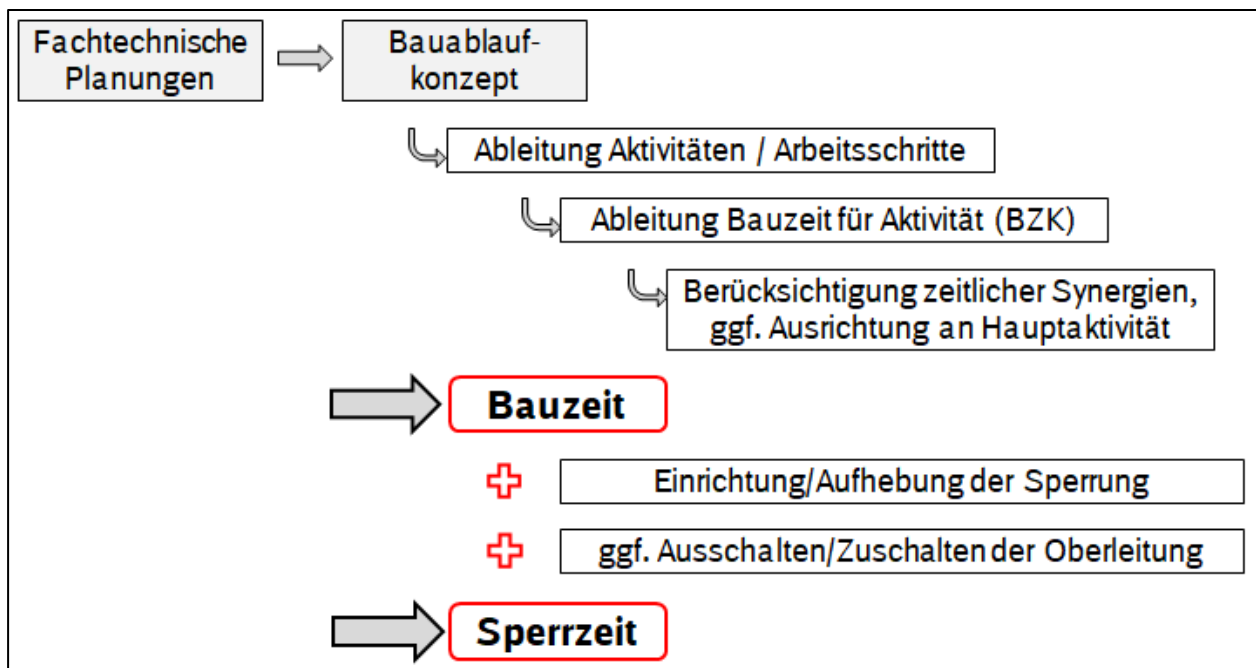 Fachtechnische
Planungen
Bauablauf-
konzept
Ableitung Aktivitäten / Arbeitsschritte
Ableitung Bauzeit für Aktivität (BZK)
Berücksichtigung zeitlicher Synergien,
ggf. Ausrichtung an Hauptaktivität
Bauzeit
Einrichtung/Aufhebung der Sperrung
ggf. Ausschalten/Zuschalten der Oberleitung
Sperrzeit